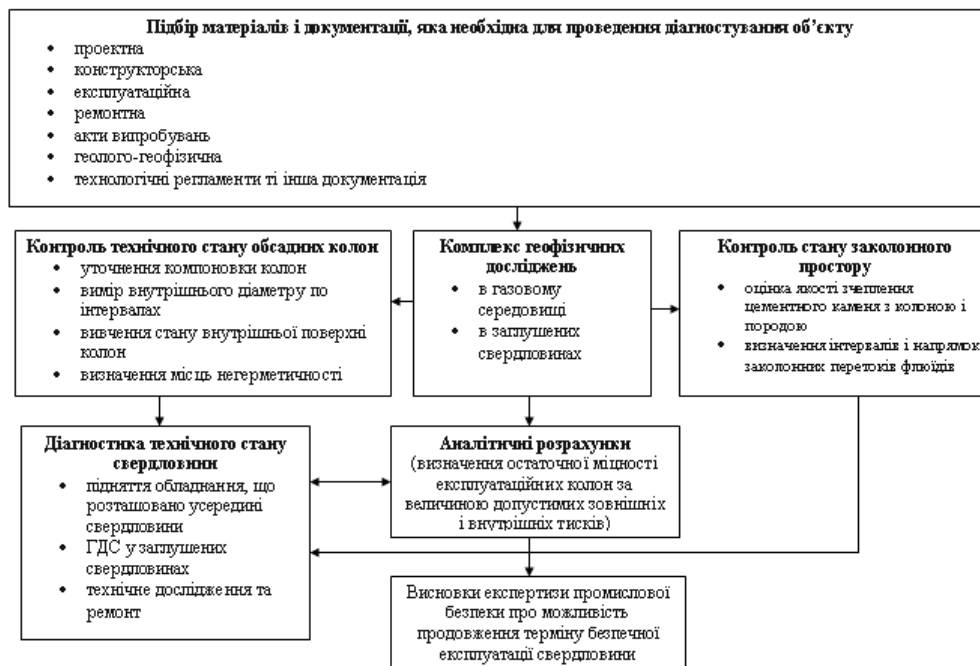 Підбір матеріалів і документації, яка необхідна для проведення діагностування об’єкту
• проектна
• конструкторська
• експлуатаційна
• ремонтна
• акти випробувань
• геолого-геофізична
• технологічні регламенти ті інша документація
Контроль технічного стану обсадних колон
• уточнення компоновки колон
• вимір внутрішнього діаметру по
інтервалах
• вивчення стану внутрішньої поверхні
колон
• визначення місць негерметичності
Комплекс геофізичних
досліджень
• в газовому
середовищі
• в заглушених
свердловинах
Контроль стану заколонного
простору
• оцінка якості зчеплення
цементного каменя з колоною і
породою
• визначення інтервалів і напрямок
заколонних перетоків флюїдів
Діагностика технічного стану
свердловини
• підняття обладнання, що
розташовано усередині
свердловини
• ГДС у заглушених
свердловинах
• технічне дослідження та
ремонт
Аналітичні розрахунки
(визначення остаточної міцності
експлуатаційних колон за
величиною допустимих зовнішніх
і внутрішніх тисків)
Висновки експертизи промислової
безпеки про можливість
продовження терміну безпечної
експлуатації свердловини